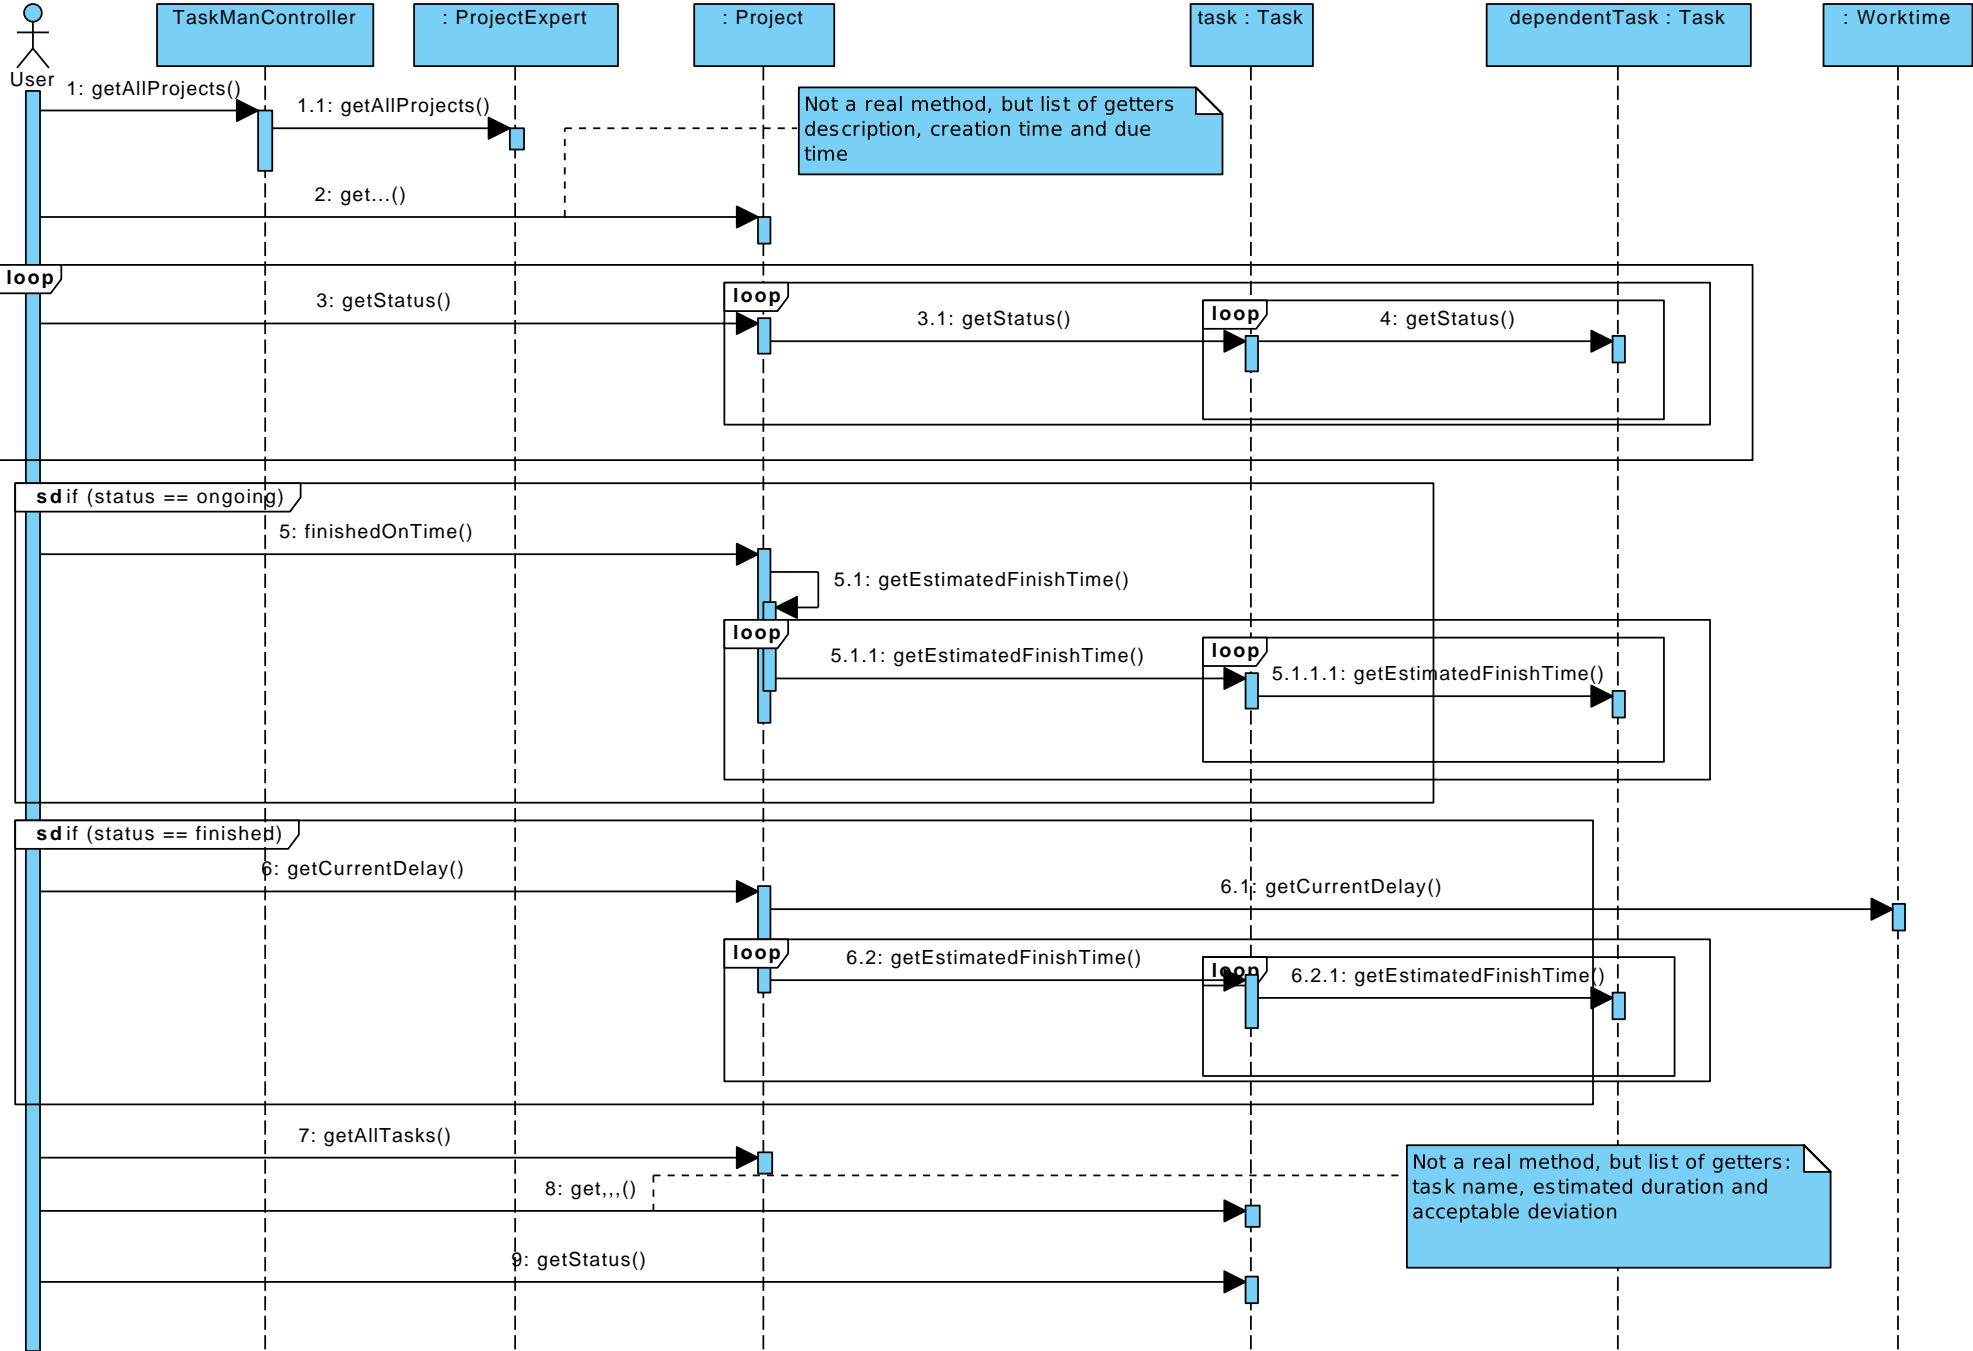 TaskManController
: ProjectExpert
: Project
task : Task
dependentTask : Task
: Worktime
User
1: getAllProjects()
1.1: getAllProjects()
Not a real method, but list of getters
description, creation time and due
time
2: get...()
loop
3: getStatus()
loop
3.1: getStatus()
loop
4: getStatus()
sd if (status == ongoing)
5: finishedOnTime()
5.1: getEstimatedFinishTime()
loop
5.1.1: getEstimatedFinishTime()
loop
5.1.1.1: getEstimatedFinishTime()
sd if (status == finished)
6: getCurrentDelay()
6.1: getCurrentDelay()
loop
6.2: getEstimatedFinishTime()
loop
6.2.1: getEstimatedFinishTime()
7: getAllTasks()
Not a real method, but list of getters:
task name, estimated duration and
acceptable deviation
8: get,,,()
9: getStatus()